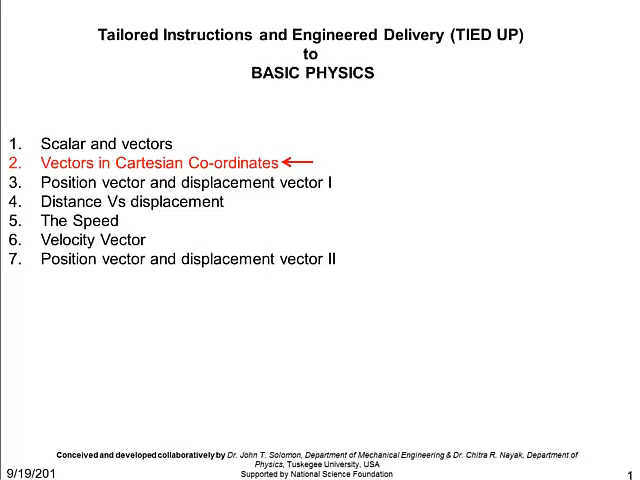 Tailored Instructions and Engineered Delivery (TIED UP)
to
BASIC PHYSICS
1. Scalar and vectors
2. Vectors in Cartesian Co-ordinates
3. Position vector and displacement vector I
4. Distance Vs displacement
5. The Speed
6. Velocity Vector
7. Position vector and displacement vector II
Conceived and developed collaboratively by Dr. John T. Solomon, Department of Mechanical Engineering & Dr. Chitra R. Nayak, Department of
Physics, Tuskegee University, USA
Supported by National Science Foundation
9/19/201
1